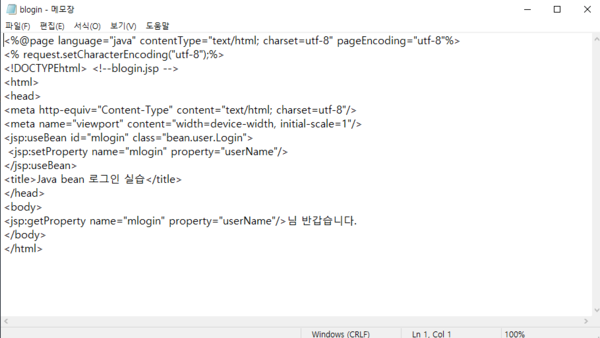 blogin - 메모장
파일(F) 편집(E) 서식(O) 보기(V) 도움말
<%@page language="java" contentType="text/html; charset=utf-8" pageEncoding="utf-8"%>
<% request.setCharacterEncoding("utf-8");%>
<!DOCTYPEhtml> <!--blogin.jsp -->
<html>
<head>
<meta http-equiv="Content-Type" content="text/html; charset=utf-8"/>
<meta name="viewport" content="width=device-width, initial-scale=1"/>
<jsp:useBean id="mlogin" class="bean.user.Login">
<jsp:setProperty name="mlogin" property="userName"/>
</jsp:useBean>
<title>Java bean 로그인 실습</title>
</head>
<body>
<jsp:getProperty name="mlogin" property="userName"/>님 반갑습니다.
</body>
</html>
Windows (CRLF) Ln 1, Col 1 100%